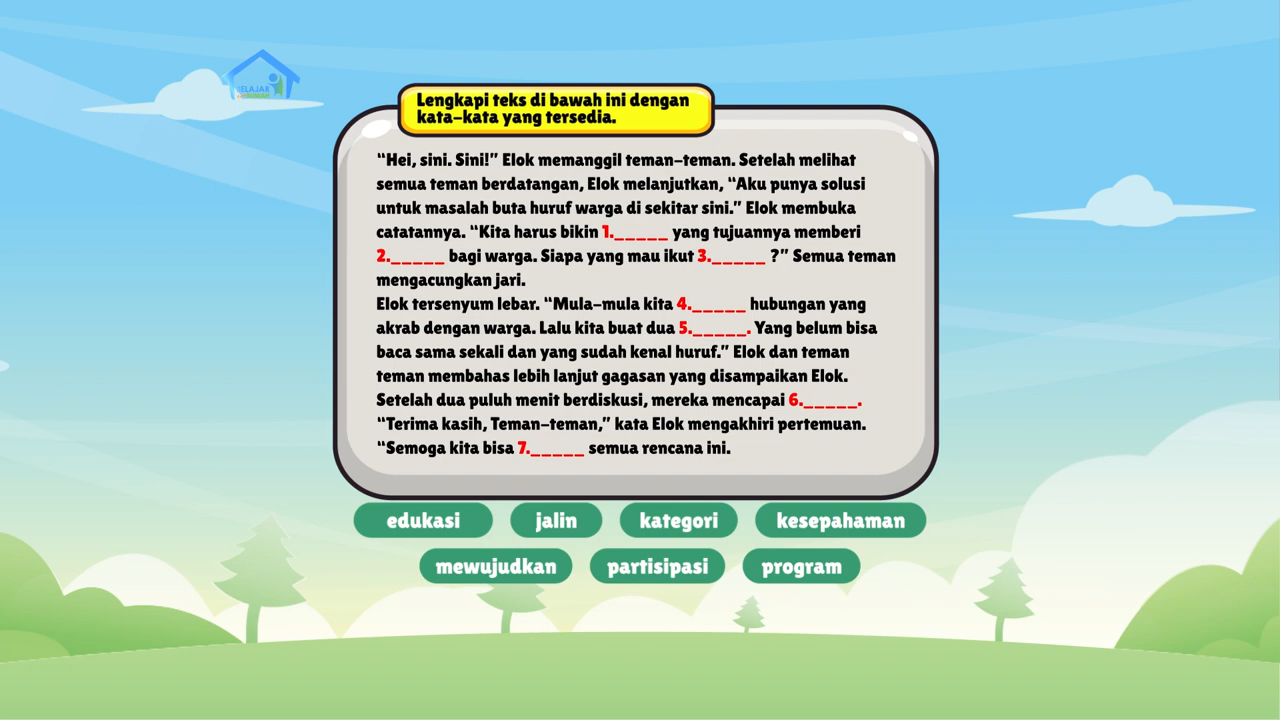 BELAJAR
Lengkapi teks di bawah ini dengan
kata-kata yang tersedia.
“Hei, sini. Sini!” Elok memanggil teman-teman. Setelah melihat
semua teman berdatangan, Elok melanjutkan, “Aku punya solusi
untuk masalah buta huruf warga di sekitar sini.” Elok membuka
catatannya. “Kita harus bikin 1._____ yang tujuannya memberi
2._____ bagi warga. Siapa yang mau ikut 3._____ ?” Semua teman
mengacungkan jari.
Elok tersenyum lebar. “Mula-mula kita 4._____ hubungan yang
akrab dengan warga. Lalu kita buat dua 5._____. Yang belum bisa
baca sama sekali dan yang sudah kenal huruf.” Elok dan teman
teman membahas lebih lanjut gagasan yang disampaikan Elok.
Setelah dua puluh menit berdiskusi, mereka mencapai 6._____.
“Terima kasih, Teman-teman,” kata Elok mengakhiri pertemuan.
“Semoga kita bisa 7._____ semua rencana ini.
edukasi jalin kategori kesepahaman
mewujudkan partisipasi program